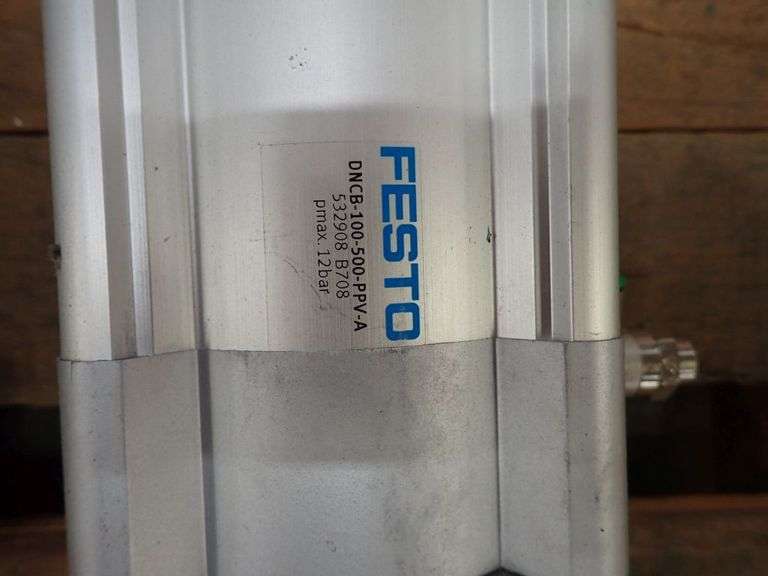 FESTO
DNCB-100-500-PPV-A
532908 B708
pmax. 12bar